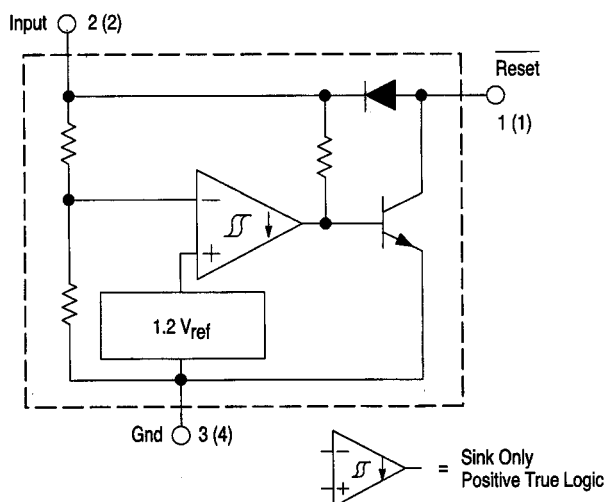 Input 2 (2)
Reset
1 (1)
−
+
1.2 Vref
Gnd 3 (4)
−
+
= Sink Only
Positive True Logic